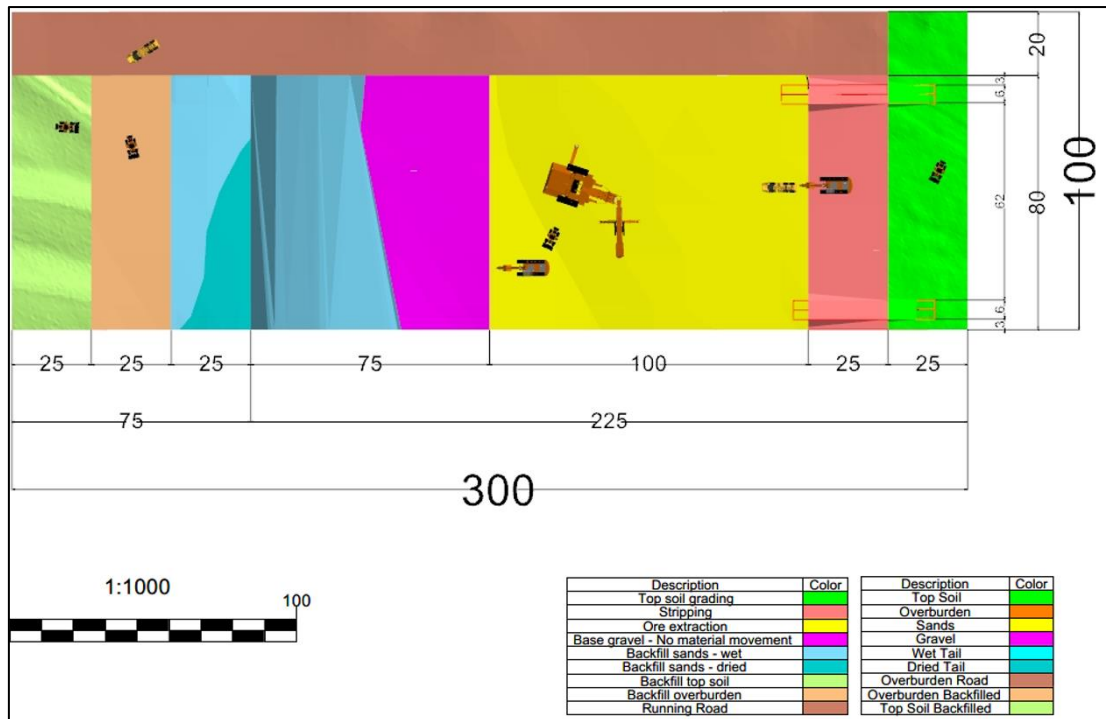 20
.6.3.
62
80
100
3.6.
25
25
25
75
100
25
25
75
225
300
1:1000
100
Description Color
Top soil grading
Stripping
Ore extraction
Base gravel - No material movement
Backfill sands - wet
Backfill sands - dried
Backfill top soil
Backfill overburden
Running Road
Description Color
Top Soil
Overburden
Sands
Gravel
Wet Tail
Dried Tail
Overburden Road
Overburden Backfilled
Top Soil Backfilled